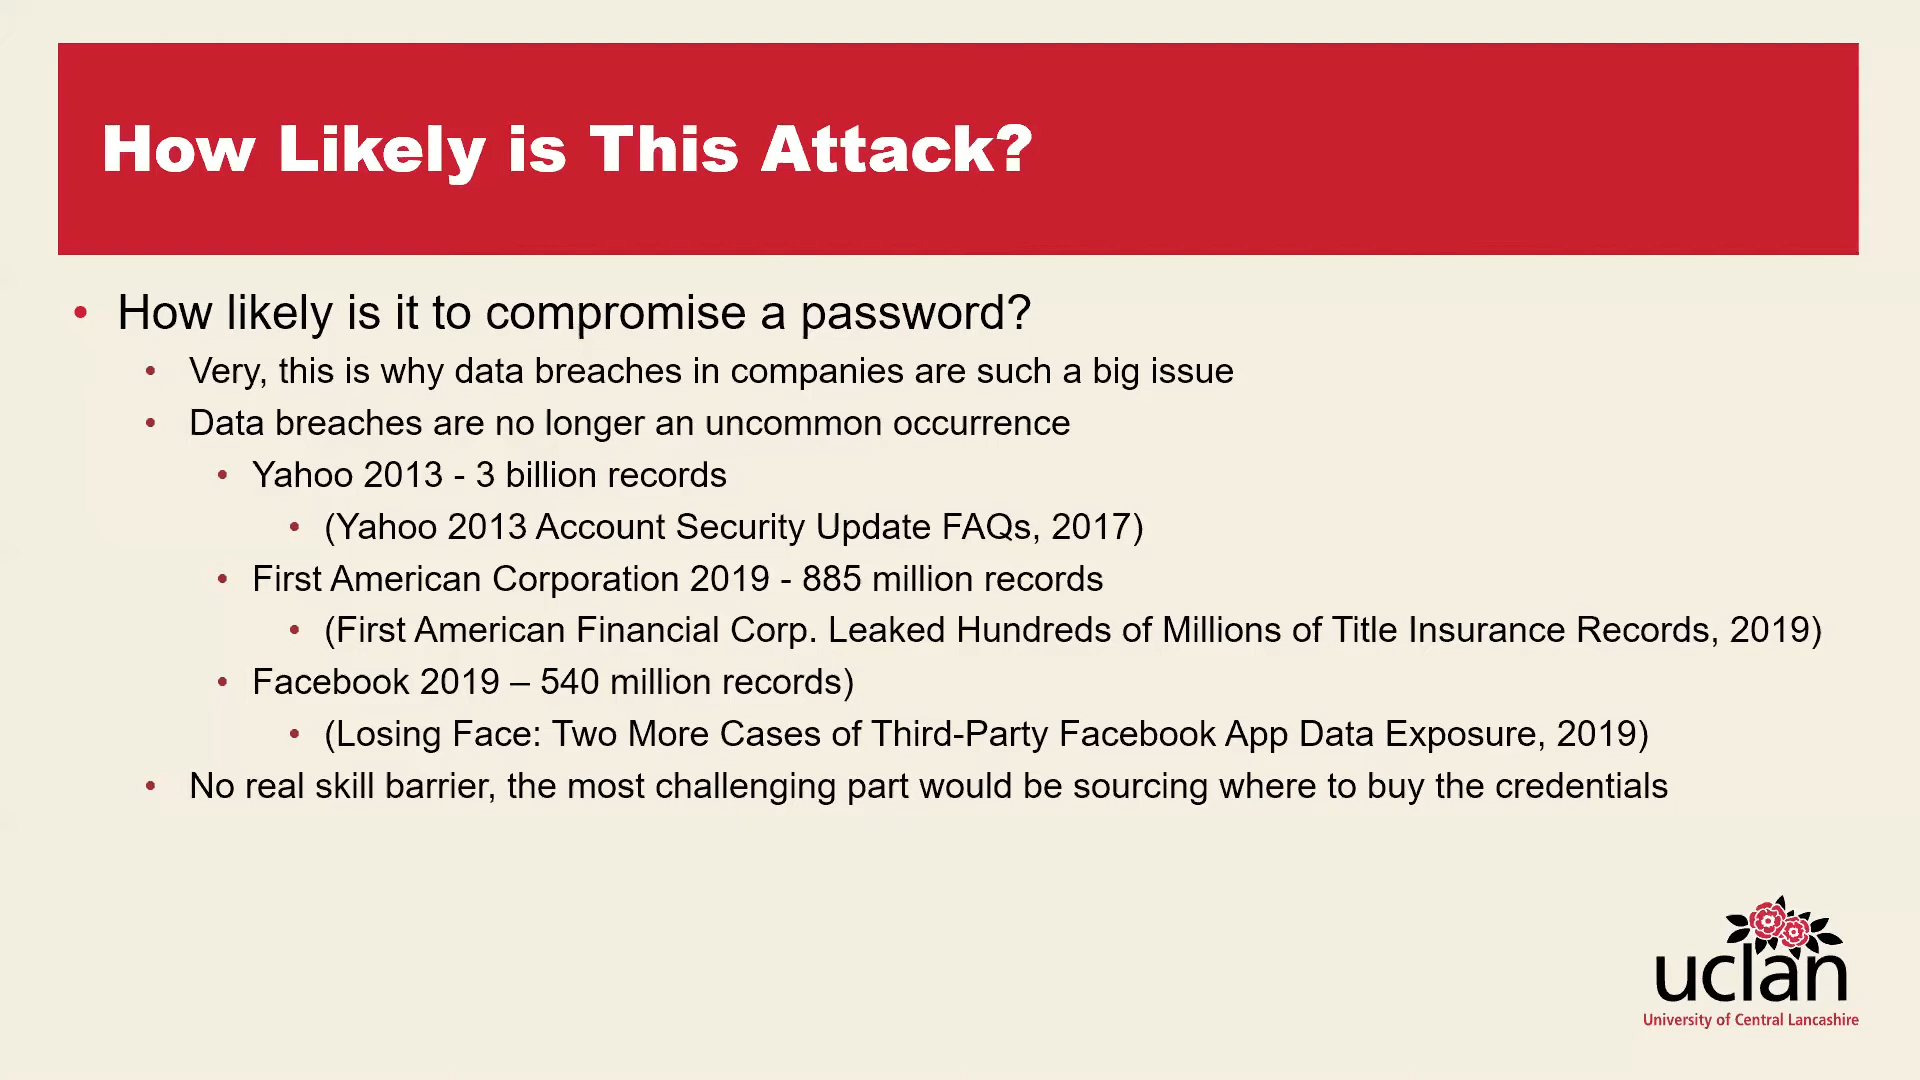 How Likely is This Attack?
• How likely is it to compromise a password?
• Very, this is why data breaches in companies are such a big issue
• Data breaches are no longer an uncommon occurrence
• Yahoo 2013 - 3 billion records
• (Yahoo 2013 Account Security Update FAQs, 2017)
• First American Corporation 2019 - 885 million records
• (First American Financial Corp. Leaked Hundreds of Millions of Title Insurance Records, 2019)
• Facebook 2019 – 540 million records)
• (Losing Face: Two More Cases of Third-Party Facebook App Data Exposure, 2019)
• No real skill barrier, the most challenging part would be sourcing where to buy the credentials
uclan
University of Central Lancashire